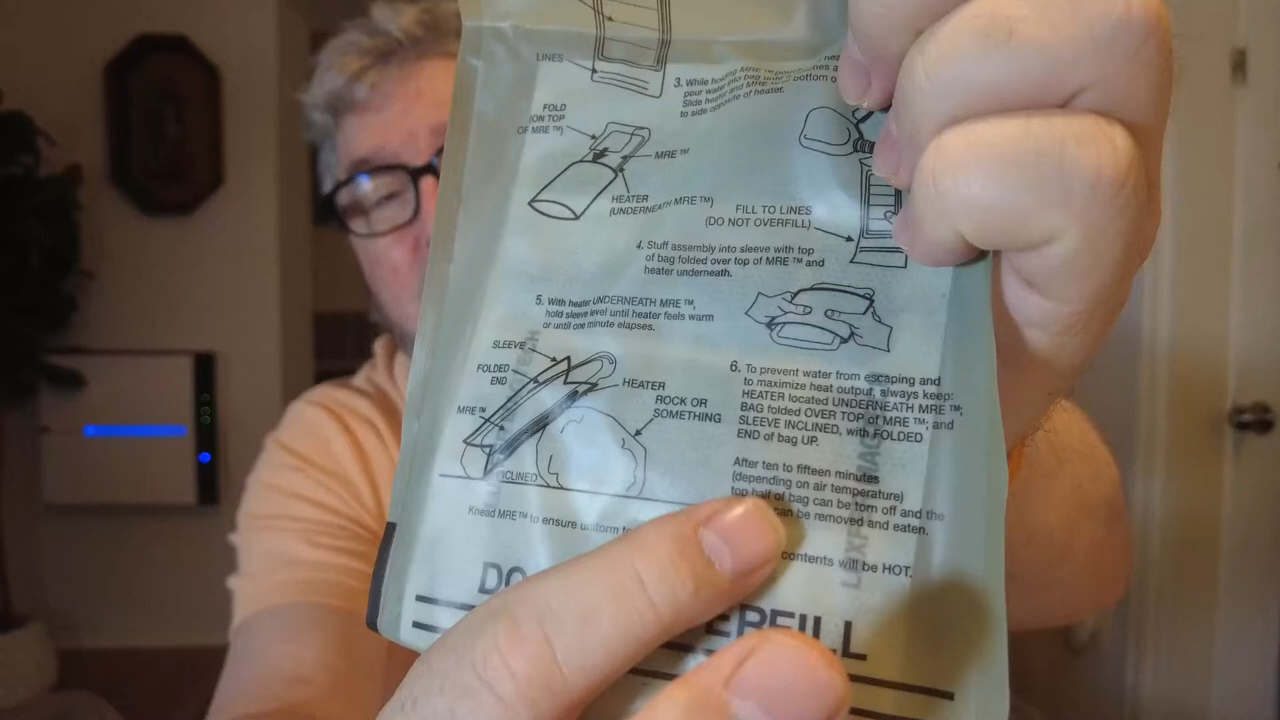 LINES
3. While holding MRE™
pour water into bag until bottom o
Slide heater and MRE
to side opposite of heater.
FOLD
(ON TOP
OF MRE™)
MRE™
HEATER
(UNDERNEATH MRE™)
FILL TO LINES
(DO NOT OVERFILL)
4. Stuff assembly into sleeve with top
of bag folded over top of MRE™ and
heater underneath.
5. With heater UNDERNEATH MRE™,
hold sleeve level until heater feels warm
or until one minute elapses.
SLEEVE
FOLDED
END
HEATER
MRE™
ROCK OR
SOMETHING
INCLINED
6. To prevent water from escaping and
to maximize heat output, always keep:
HEATER located UNDERNEATH MRE™;
BAG folded OVER TOP of MRE™; and
SLEEVE INCLINED, with FOLDED
END of bag UP.
After ten to fifteen minutes
(depending on air temperature)
top half of bag can be torn off and the
can be removed and eaten.
Knead MRE™ to ensure uniform
contents will be HOT.
DO
ERFILL